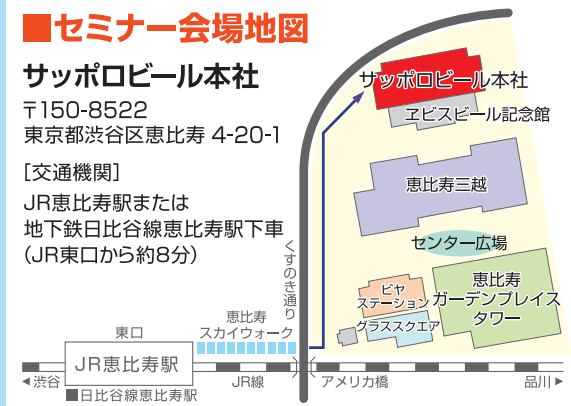 ■セミナー会場地図
サッポロビール本社
〒150-8522
東京都渋谷区恵比寿 4-20-1
［交通機関］
JR恵比寿駅または
地下鉄日比谷線恵比寿駅下車
（JR東口から約8分）
サッポロビール本社
ヱビスビール記念館
恵比寿三越
センター広場
くすのき通り
ビヤ
ステーション
グラススクエア
恵比寿
ガーデンプレイス
タワー
恵比寿
スカイウォーク
東口
JR恵比寿駅
◀渋谷
JR線
アメリカ橋
品川▶
■日比谷線恵比寿駅